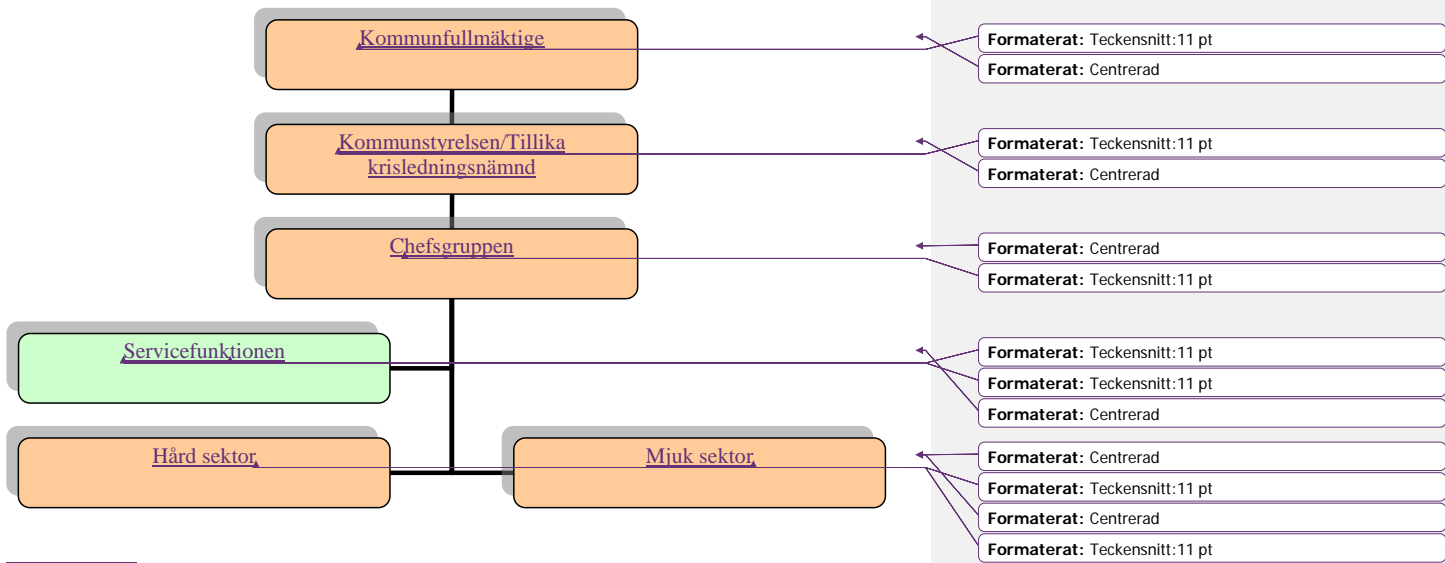 Kommunfullmäktige
Formaterat: Teckensnitt:11 pt
Formaterat: Centrerad
Kommunstyrelsen/Tillika
krisledningsnämnd
Formaterat: Teckensnitt:11 pt
Formaterat: Centrerad
Chefsgruppen
Formaterat: Centrerad
Formaterat: Teckensnitt:11 pt
Servicefunktionen
Formaterat: Teckensnitt:11 pt
Formaterat: Teckensnitt:11 pt
Formaterat: Centrerad
Hård sektor
Mjuk sektor
Formaterat: Centrerad
Formaterat: Teckensnitt:11 pt
Formaterat: Centrerad
Formaterat: Teckensnitt:11 pt